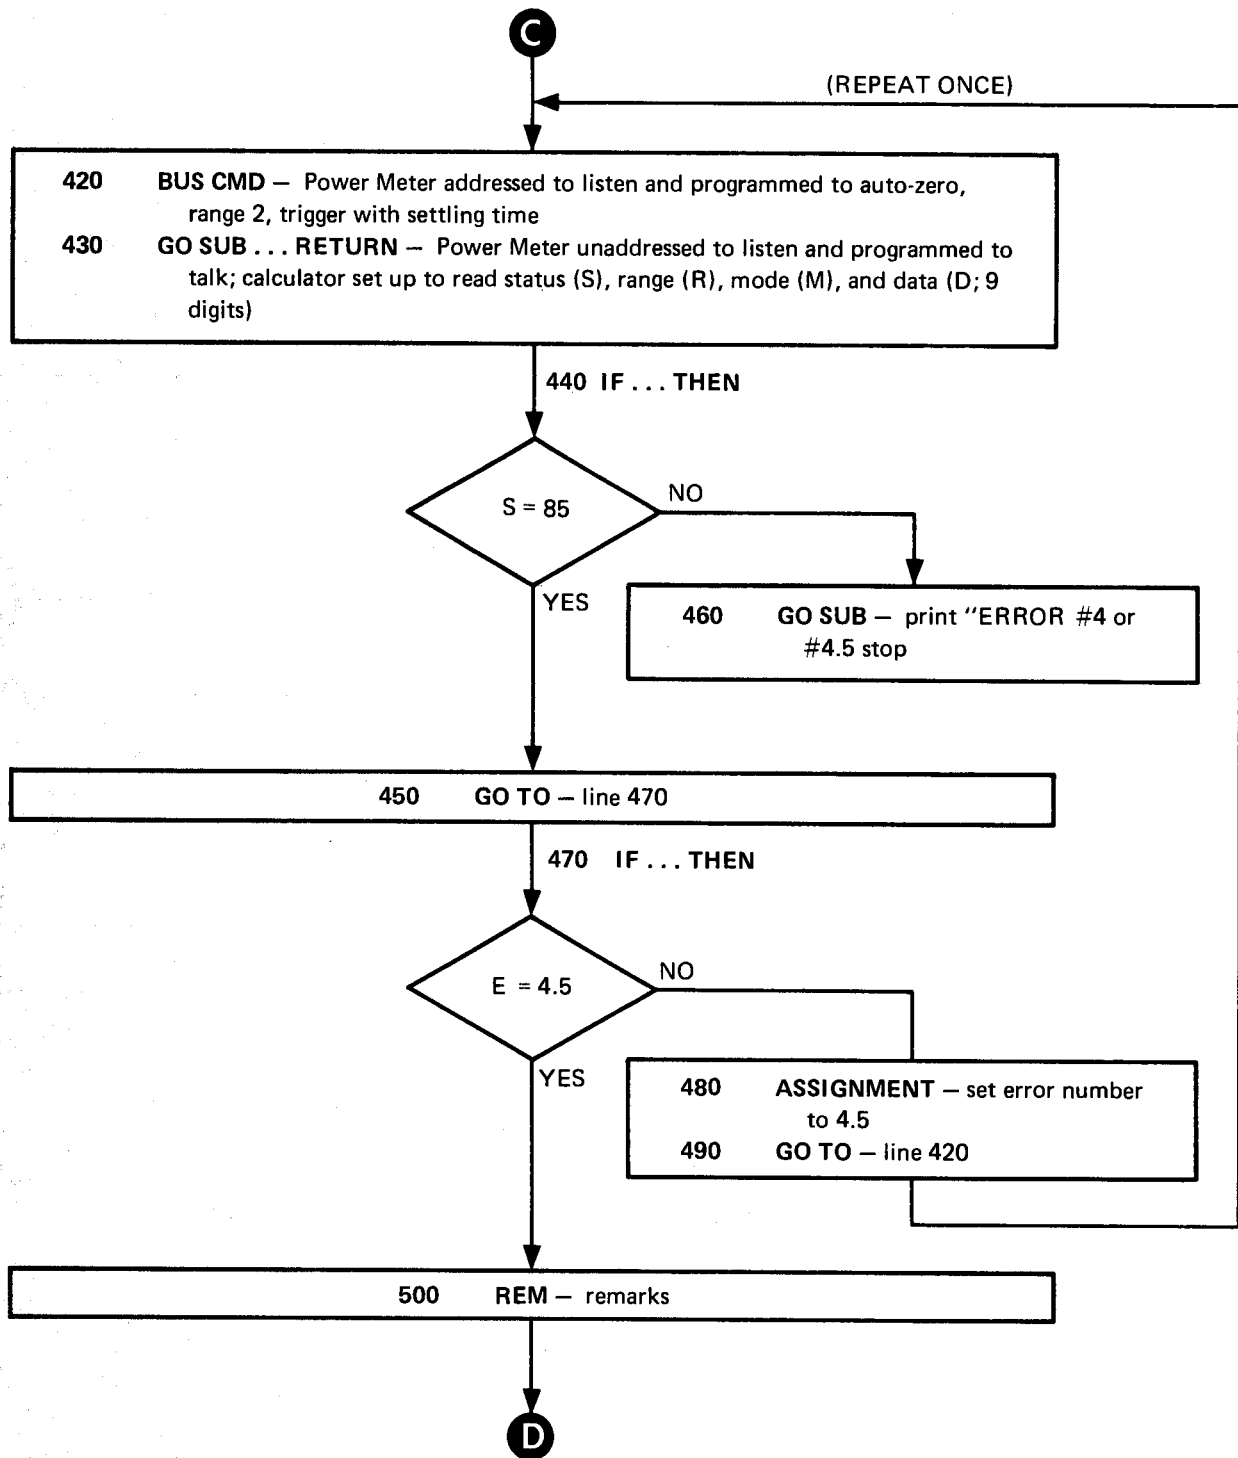 C
(REPEAT ONCE)
420 BUS CMD – Power Meter addressed to listen and programmed to auto-zero,
range 2, trigger with settling time
430 GO SUB . . . RETURN – Power Meter unaddressed to listen and programmed to
talk; calculator set up to read status (S), range (R), mode (M), and data (D; 9
digits)
440 IF . . . THEN
S = 85
NO
YES
460 GO SUB – print "ERROR #4 or
#4.5 stop
450 GO TO – line 470
470 IF . . . THEN
E = 4.5
NO
YES
480 ASSIGNMENT – set error number
to 4.5
490 GO TO – line 420
500 REM – remarks
D